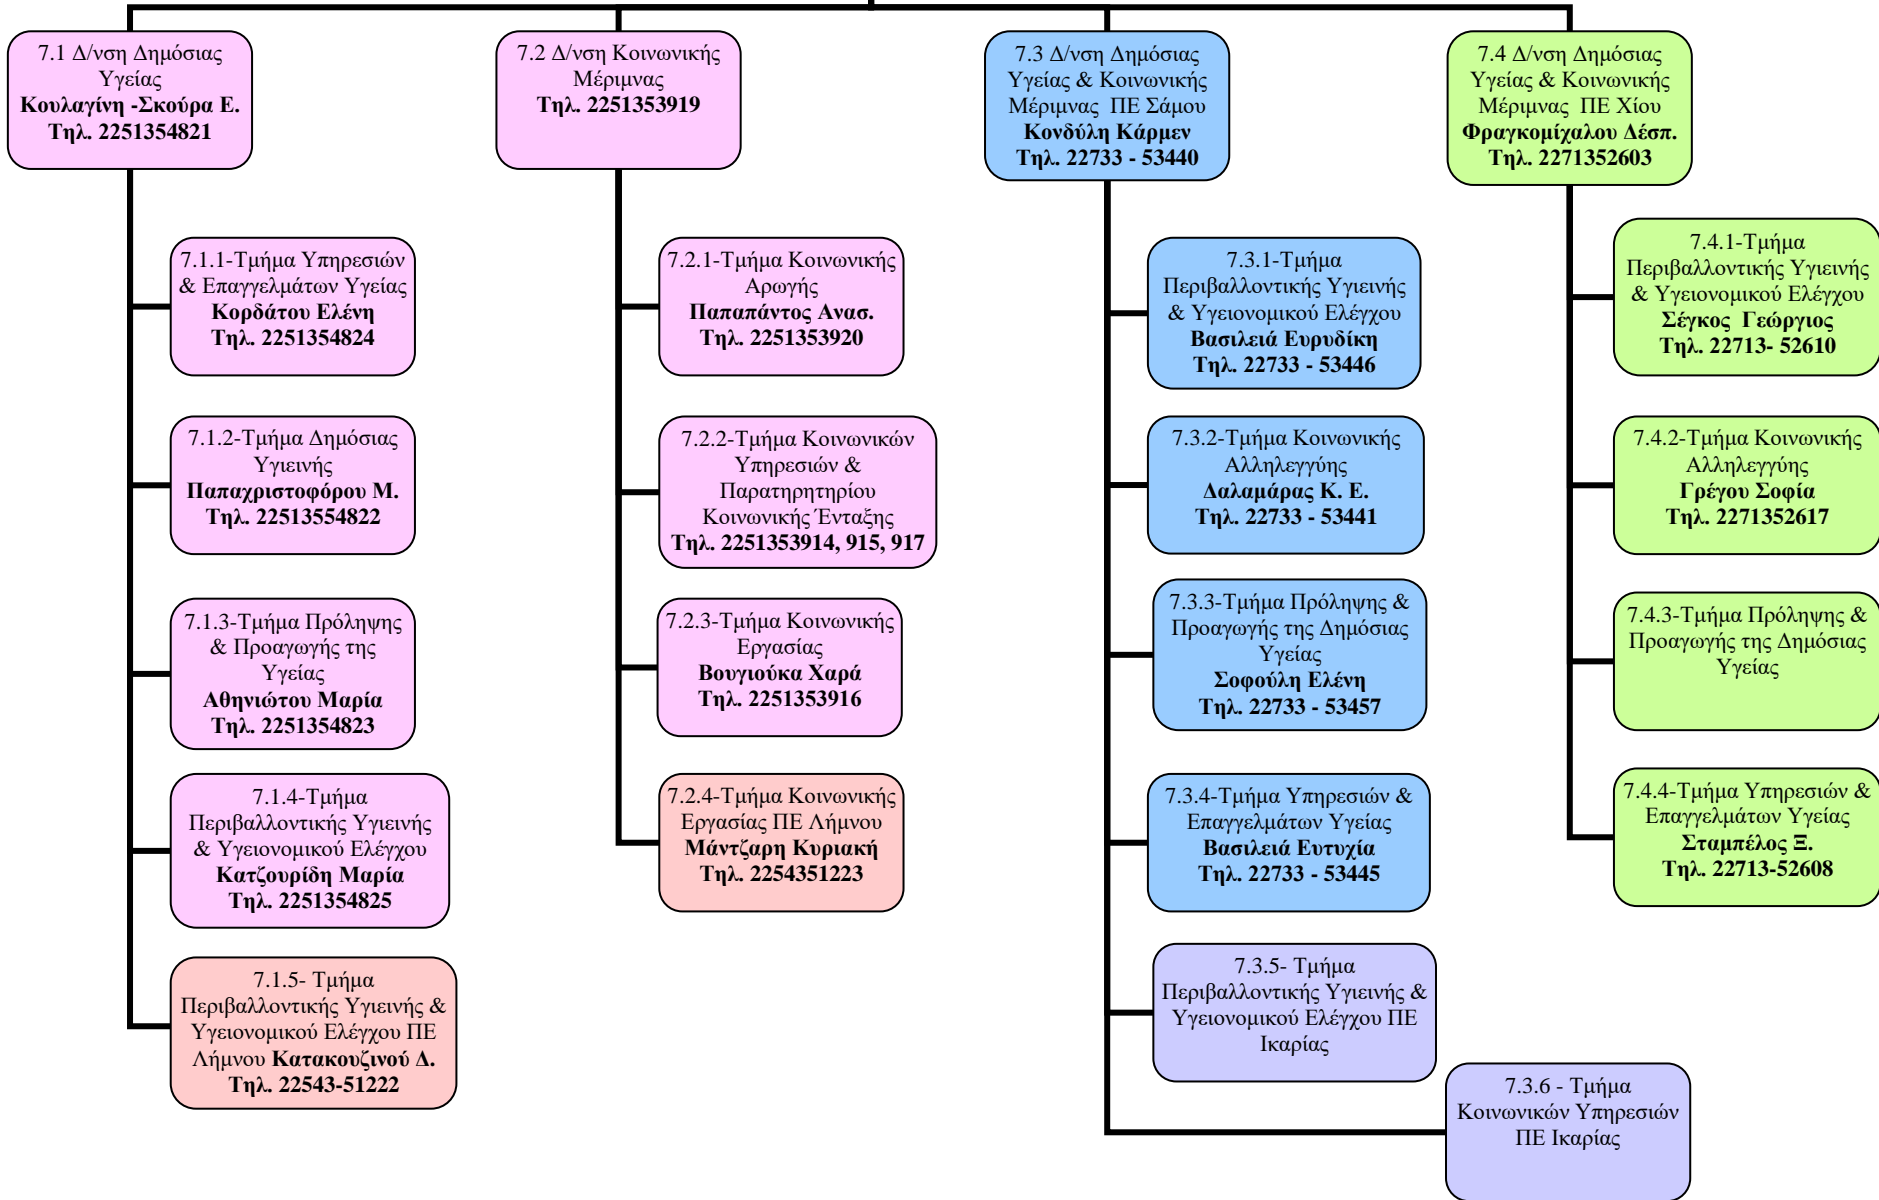 7.1 Δ/νση Δημόσιας
Υγείας
Κουλαγίνη -Σκούρα Ε.
Τηλ. 2251354821
7.1.1-Τμήμα Υπηρεσιών
& Επαγγελμάτων Υγείας
Κορδάτου Ελένη
Τηλ. 2251354824
7.1.2-Τμήμα Δημόσιας
Υγιεινής
Παπαχριστοφόρου Μ.
Τηλ. 22513554822
7.1.3-Τμήμα Πρόληψης
& Προαγωγής της
Υγείας
Αθηνιώτου Μαρία
Τηλ. 2251354823
7.1.4-Τμήμα
Περιβαλλοντικής Υγιεινής
& Υγειονομικού Ελέγχου
Κατζουρίδη Μαρία
Τηλ. 2251354825
7.1.5- Τμήμα
Περιβαλλοντικής Υγιεινής &
Υγειονομικού Ελέγχου ΠΕ
Λήμνου Κατακουζινού Δ.
Τηλ. 22543-51222
7.2 Δ/νση Κοινωνικής
Μέριμνας
Τηλ. 2251353919
7.2.1-Τμήμα Κοινωνικής
Αρωγής
Παπαπάντος Ανασ.
Τηλ. 2251353920
7.2.2-Τμήμα Κοινωνικών
Υπηρεσιών &
Παρατηρητηρίου
Κοινωνικής Ένταξης
Τηλ. 2251353914, 915, 917
7.2.3-Τμήμα Κοινωνικής
Εργασίας
Βουγιούκα Χαρά
Τηλ. 2251353916
7.2.4-Τμήμα Κοινωνικής
Εργασίας ΠΕ Λήμνου
Μάντζαρη Κυριακή
Τηλ. 2254351223
7.3 Δ/νση Δημόσιας
Υγείας & Κοινωνικής
Μέριμνας ΠΕ Σάμου
Κονδύλη Κάρμεν
Τηλ. 22733 - 53440
7.3.1-Τμήμα
Περιβαλλοντικής Υγιεινής
& Υγειονομικού Ελέγχου
Βασιλειά Ευρυδίκη
Τηλ. 22733 - 53446
7.3.2-Τμήμα Κοινωνικής
Αλληλεγγύης
Δαλαμάρας Κ. Ε.
Τηλ. 22733 - 53441
7.3.3-Τμήμα Πρόληψης &
Προαγωγής της Δημόσιας
Υγείας
Σοφούλη Ελένη
Τηλ. 22733 - 53457
7.3.4-Τμήμα Υπηρεσιών &
Επαγγελμάτων Υγείας
Βασιλειά Ευτυχία
Τηλ. 22733 - 53445
7.3.5- Τμήμα
Περιβαλλοντικής Υγιεινής &
Υγειονομικού Ελέγχου ΠΕ
Ικαρίας
7.3.6 - Τμήμα
Κοινωνικών Υπηρεσιών
ΠΕ Ικαρίας
7.4 Δ/νση Δημόσιας
Υγείας & Κοινωνικής
Μέριμνας ΠΕ Χίου
Φραγκομίχαλου Δέσπ.
Τηλ. 2271352603
7.4.1-Τμήμα
Περιβαλλοντικής Υγιεινής
& Υγειονομικού Ελέγχου
Σέγκος Γεώργιος
Τηλ. 22713- 52610
7.4.2-Τμήμα Κοινωνικής
Αλληλεγγύης
Γρέγου Σοφία
Τηλ. 2271352617
7.4.3-Τμήμα Πρόληψης &
Προαγωγής της Δημόσιας
Υγείας
7.4.4-Τμήμα Υπηρεσιών &
Επαγγελμάτων Υγείας
Σταμπέλος Ξ.
Τηλ. 22713-52608